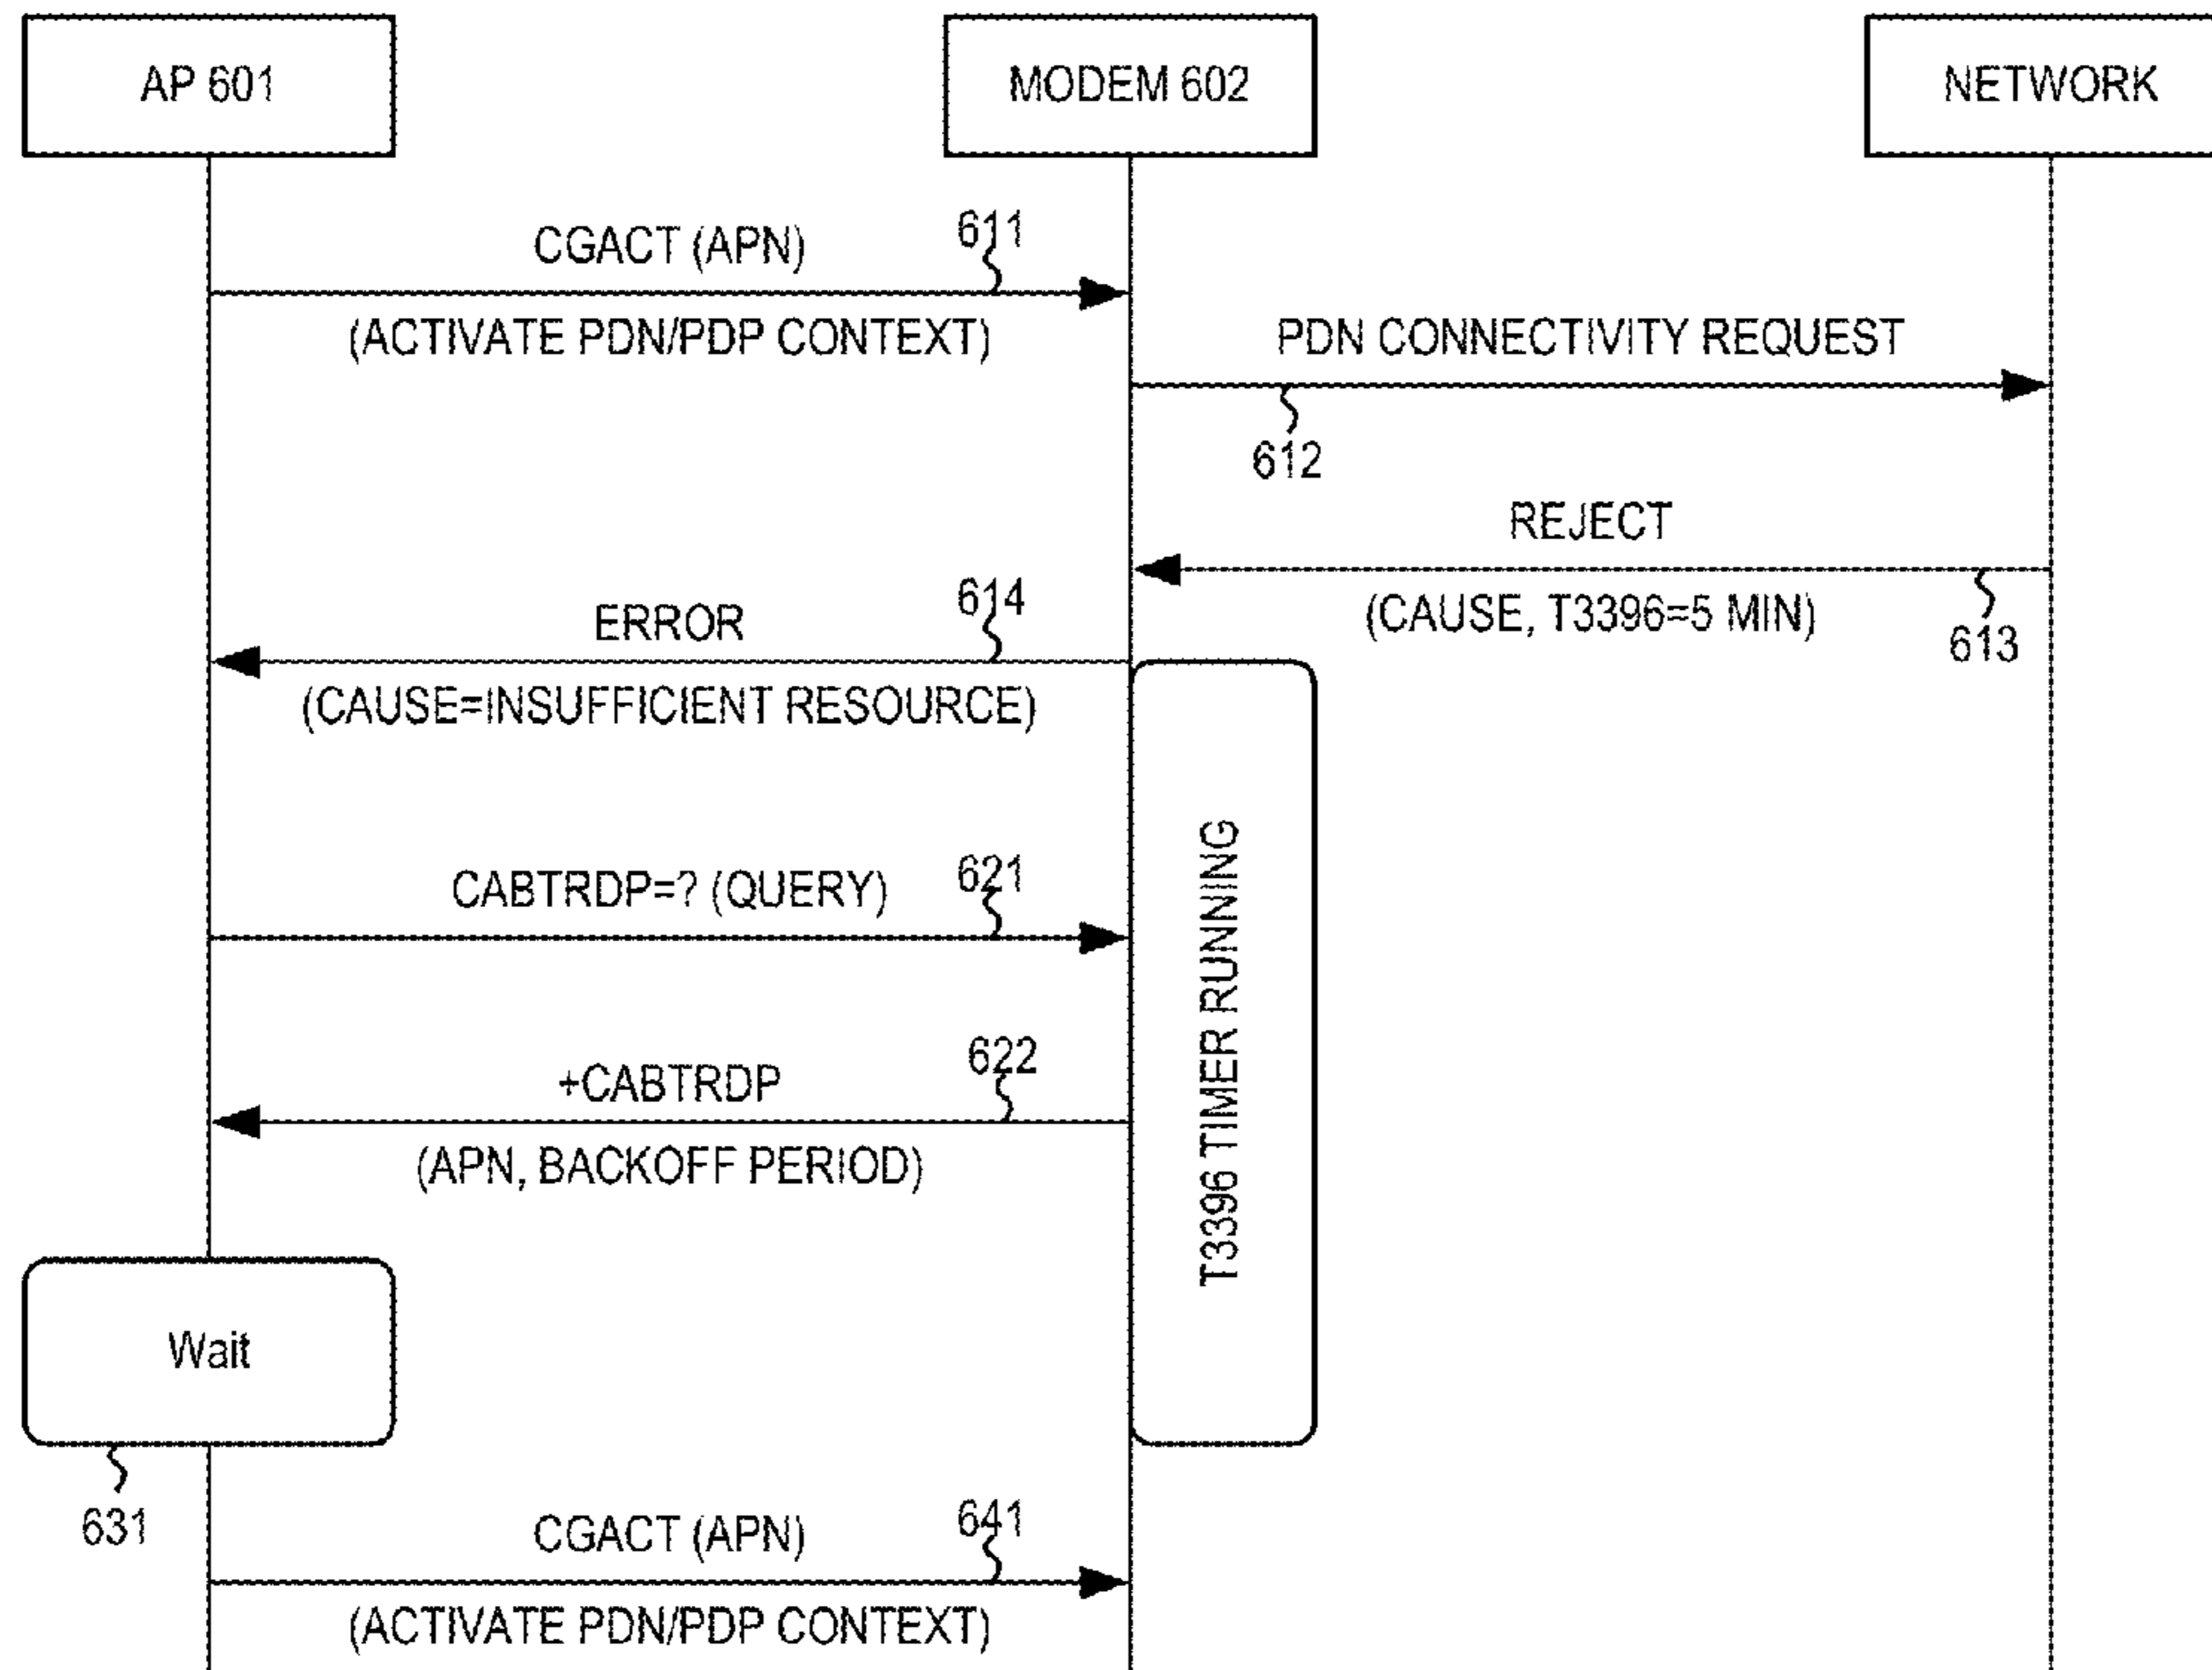 AP 601
MODEM 602
NETWORK
611
CGACT (APN)
(ACTIVATE PDN/PDP CONTEXT)
PDN CONNECTIVITY REQUEST
612
REJECT
(CAUSE, T3396=5 MIN)
613
614
ERROR
(CAUSE=INSUFFICIENT RESOURCE)
T3396 TIMER RUNNING
621
CABTRDP=? (QUERY)
622
+CABTRDP
(APN, BACKOFF PERIOD)
Wait
631
641
CGACT (APN)
(ACTIVATE PDN/PDP CONTEXT)